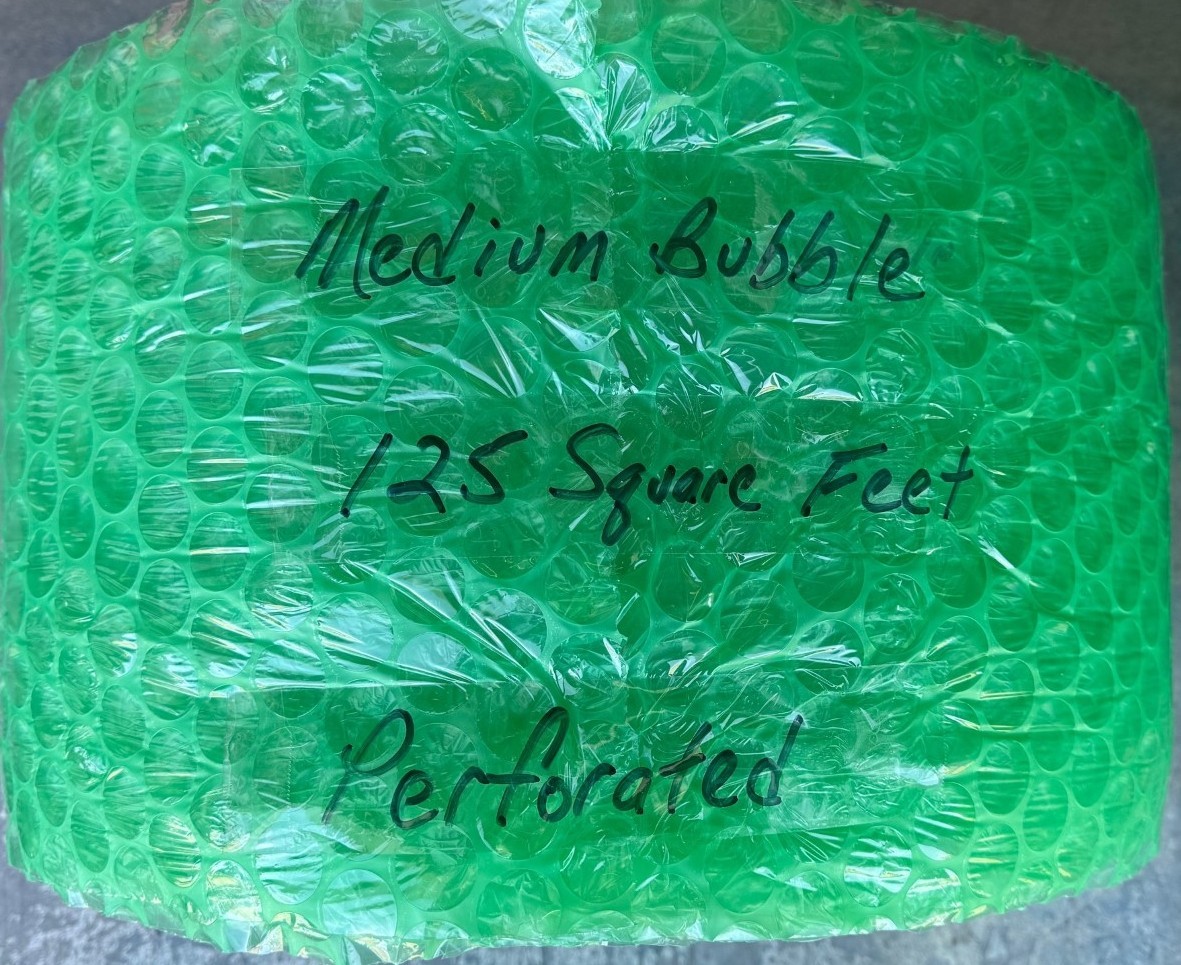 Medium Bubble
125 Square Feet
Perforated